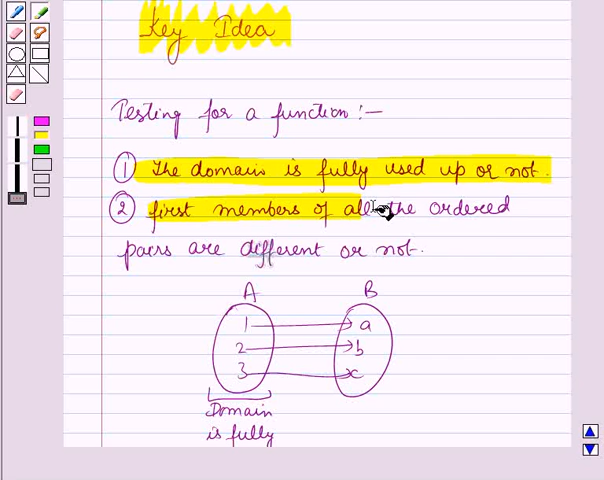 Key Idea
Testing for a function :-
1 The domain is fully used up or not.
2 first members of all the ordered
pairs are different or not.
A B
1 a
2 b
3 c
Domain
is fully